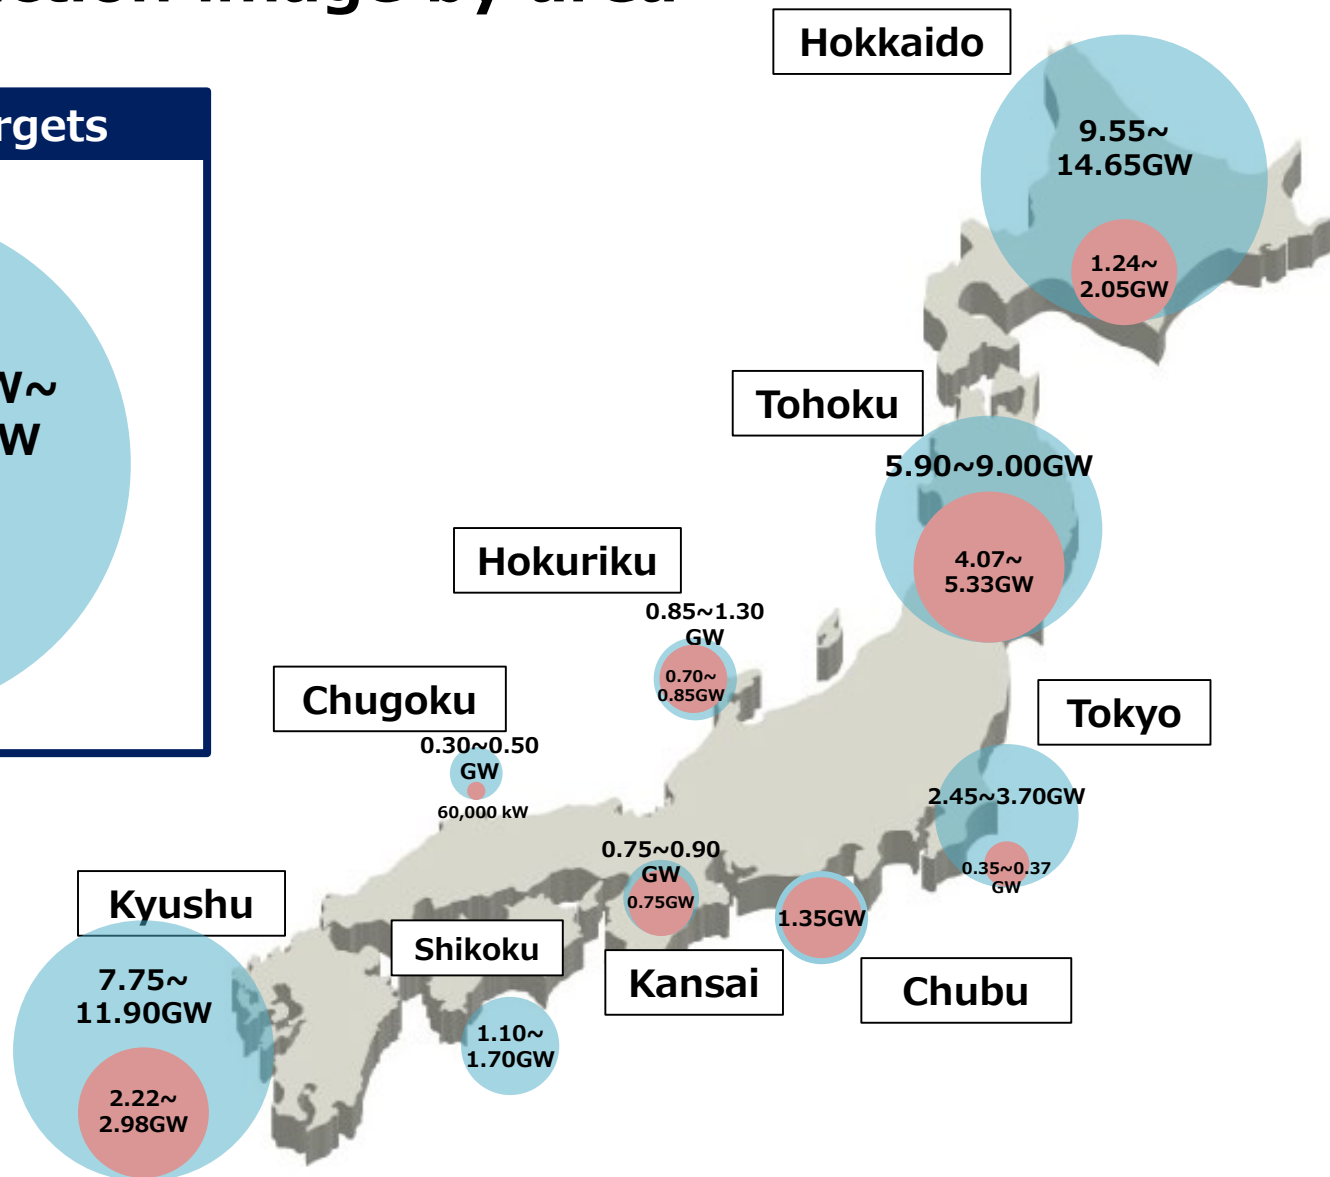 image by area
rgets
W~
W
Hokkaido
9.55~
14.65GW
1.24~
2.05GW
Tohoku
5.90~9.00GW
4.07~
5.33GW
Hokuriku
0.85~1.30
GW
0.70~
0.85GW
Chugoku
0.30~0.50
GW
60,000 kW
Tokyo
2.45~3.70GW
0.35~0.37
GW
0.75~0.90
GW
0.75GW
Kansai
1.35GW
Chubu
Kyushu
7.75~
11.90GW
2.22~
2.98GW
Shikoku
1.10~
1.70GW